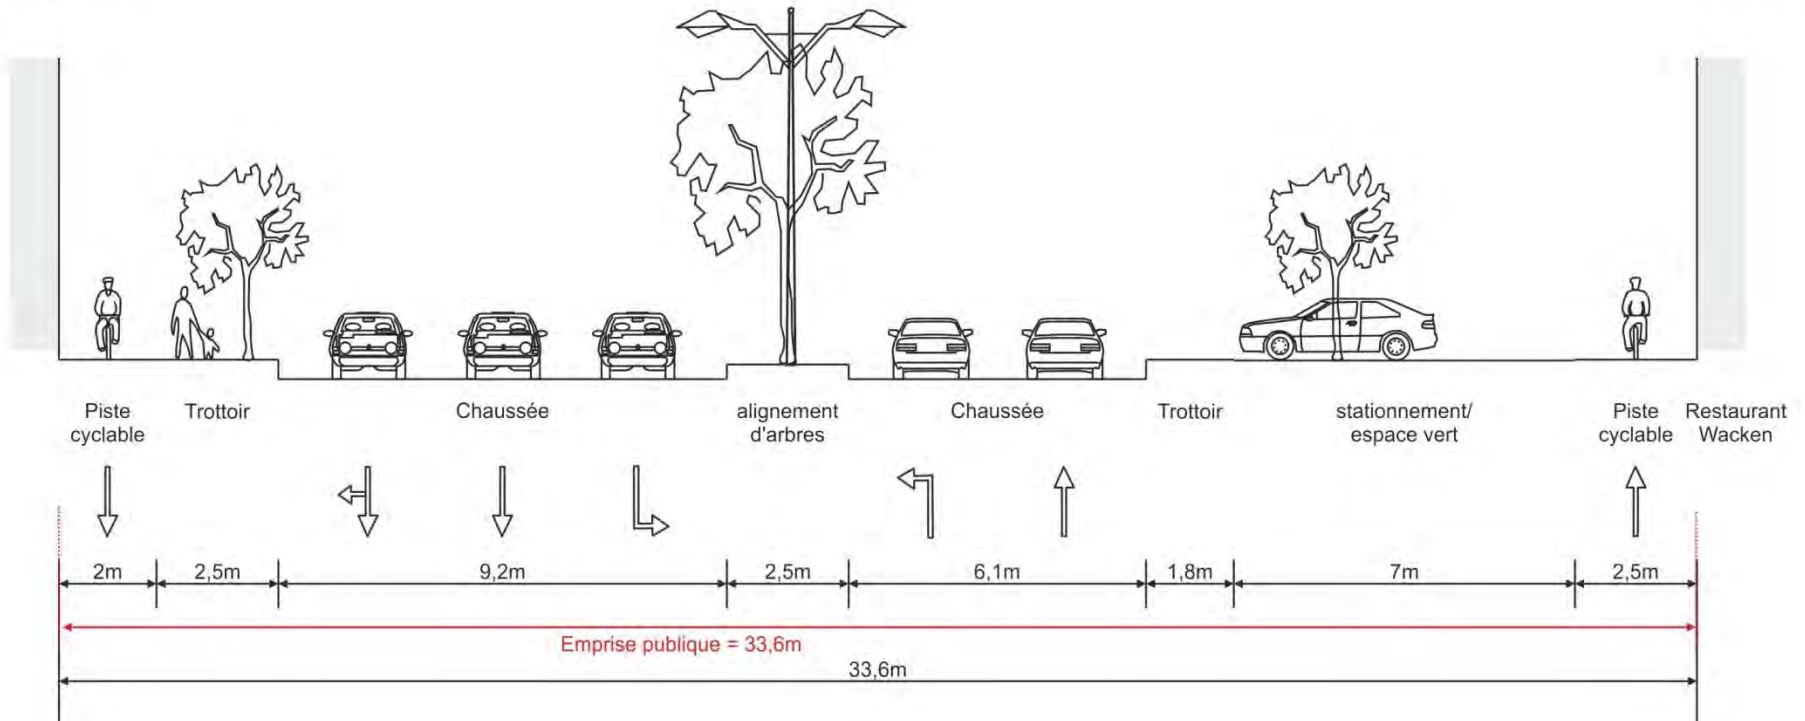 Piste
cyclable
Trottoir
Chaussée
alignement
d'arbres
Chaussée
Trottoir
stationnement/
espace vert
Piste
cyclable
Restaurant
Wacken
2m
2,5m
9,2m
2,5m
6,1m
1,8m
7m
2,5m
Emprise publique = 33,6m
33,6m